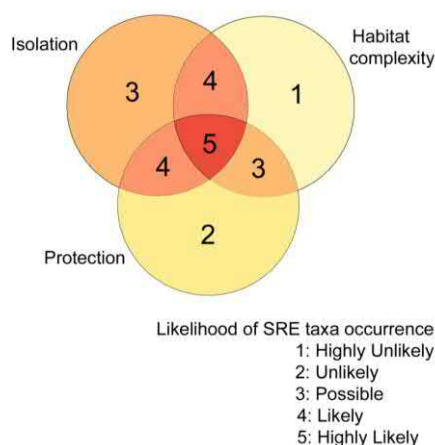 Isolation
Habitat
complexity
3
4
1
5
4
3
2
Protection
Likelihood of SRE taxa occurrence
1: Highly Unlikely
2: Unlikely
3: Possible
4: Likely
5: Highly Likely